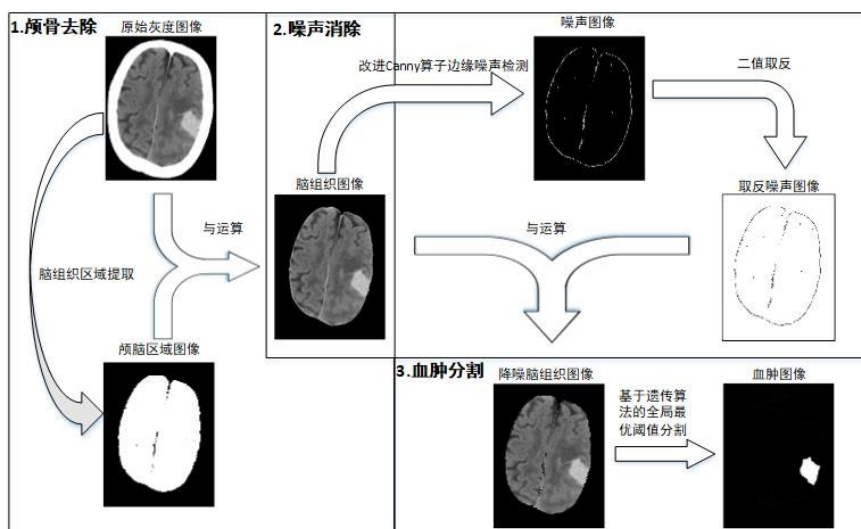 1.颅骨去除
原始灰度图像
脑组织区域提取
与运算
颅脑区域图像
2.噪声消除
改进Canny算子边缘噪声检测
噪声图像
二值取反
脑组织图像
取反噪声图像
与运算
3.血肿分割
降噪脑组织图像
基于遗传算
法的全局最
优阈值分割
血肿图像